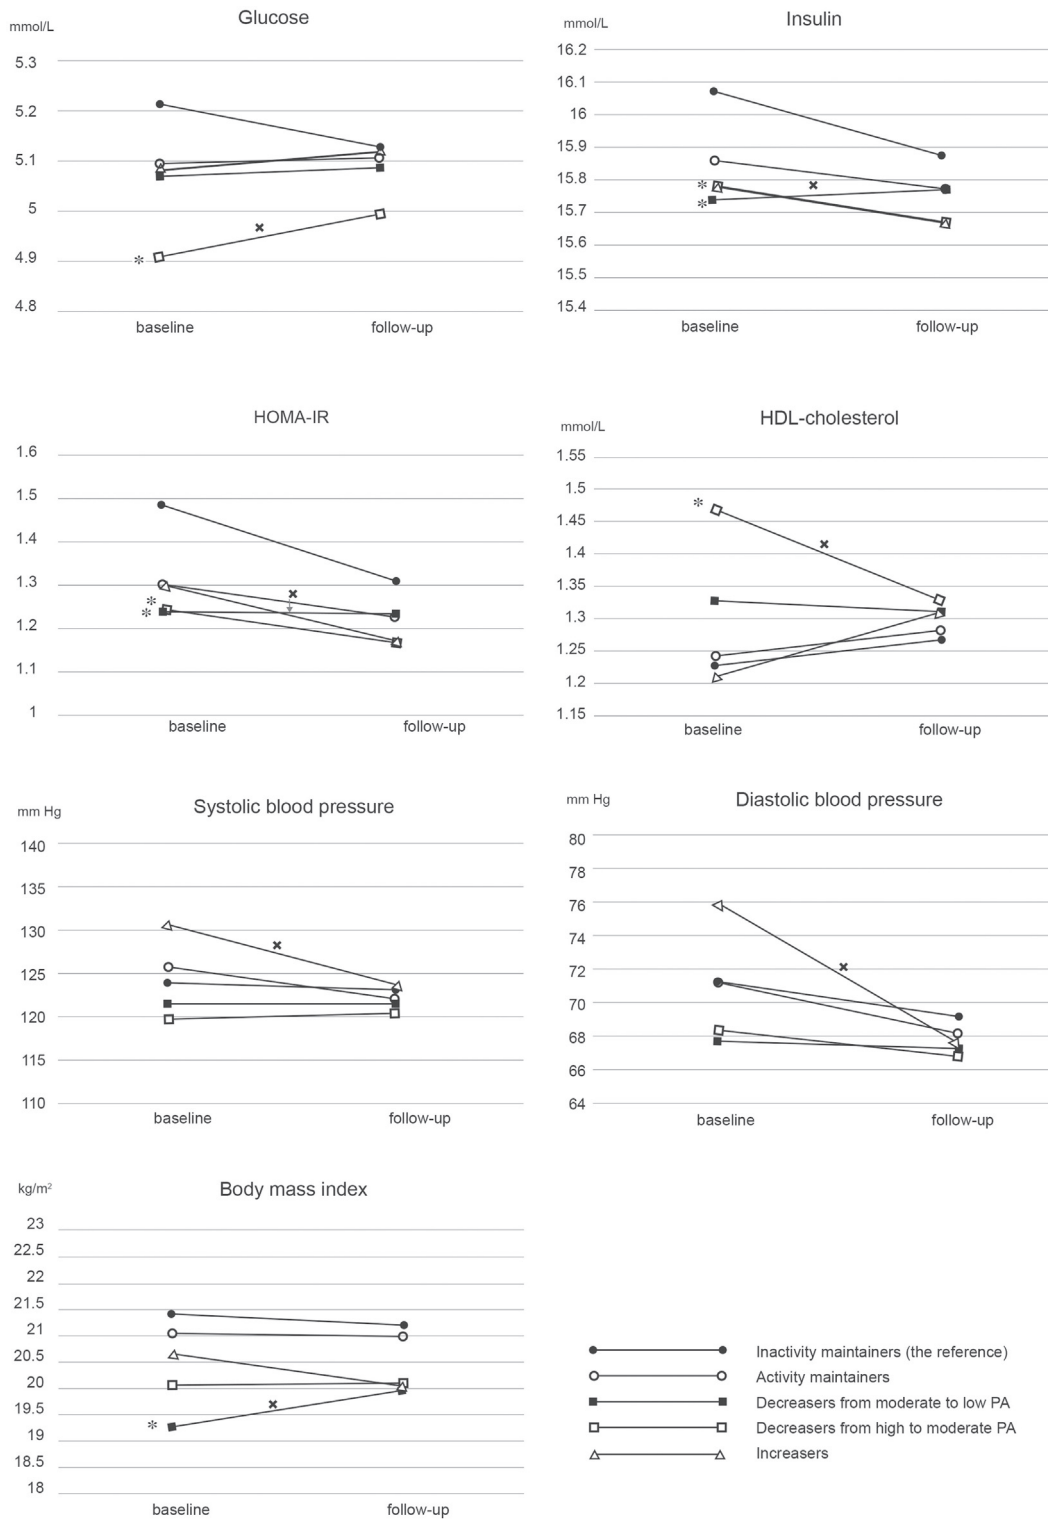 Glucose
mmol/L
5.3
5.2
5.1
5
4.9
*
×
4.8
baseline follow-up
Insulin
mmol/L
16.2
16.1
16
15.9
15.8
15.7
15.6
15.5
15.4
*
*
×
baseline follow-up
HOMA-IR
1.6
1.5
1.4
1.3
1.2
1.1
1
*
*
×
baseline follow-up
HDL-cholesterol
mmol/L
1.55
1.5
1.45
1.4
1.35
1.3
1.25
1.2
1.15
*
×
baseline follow-up
Systolic blood pressure
mm Hg
140
135
130
125
120
115
110
×
baseline follow-up
Diastolic blood pressure
mm Hg
80
78
76
74
72
70
68
66
64
×
baseline follow-up
Body mass index
kg/m²
23
22.5
22
21.5
21
20.5
20
19.5
19
18.5
18
*
×
baseline follow-up
Inactivity maintainers (the reference)
Activity maintainers
Decreasers from moderate to low PA
Decreasers from high to moderate PA
Increasers